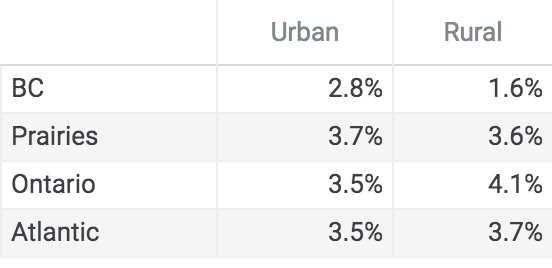 Urban Rural
BC 2.8% 1.6%
Prairies 3.7% 3.6%
Ontario 3.5% 4.1%
Atlantic 3.5% 3.7%